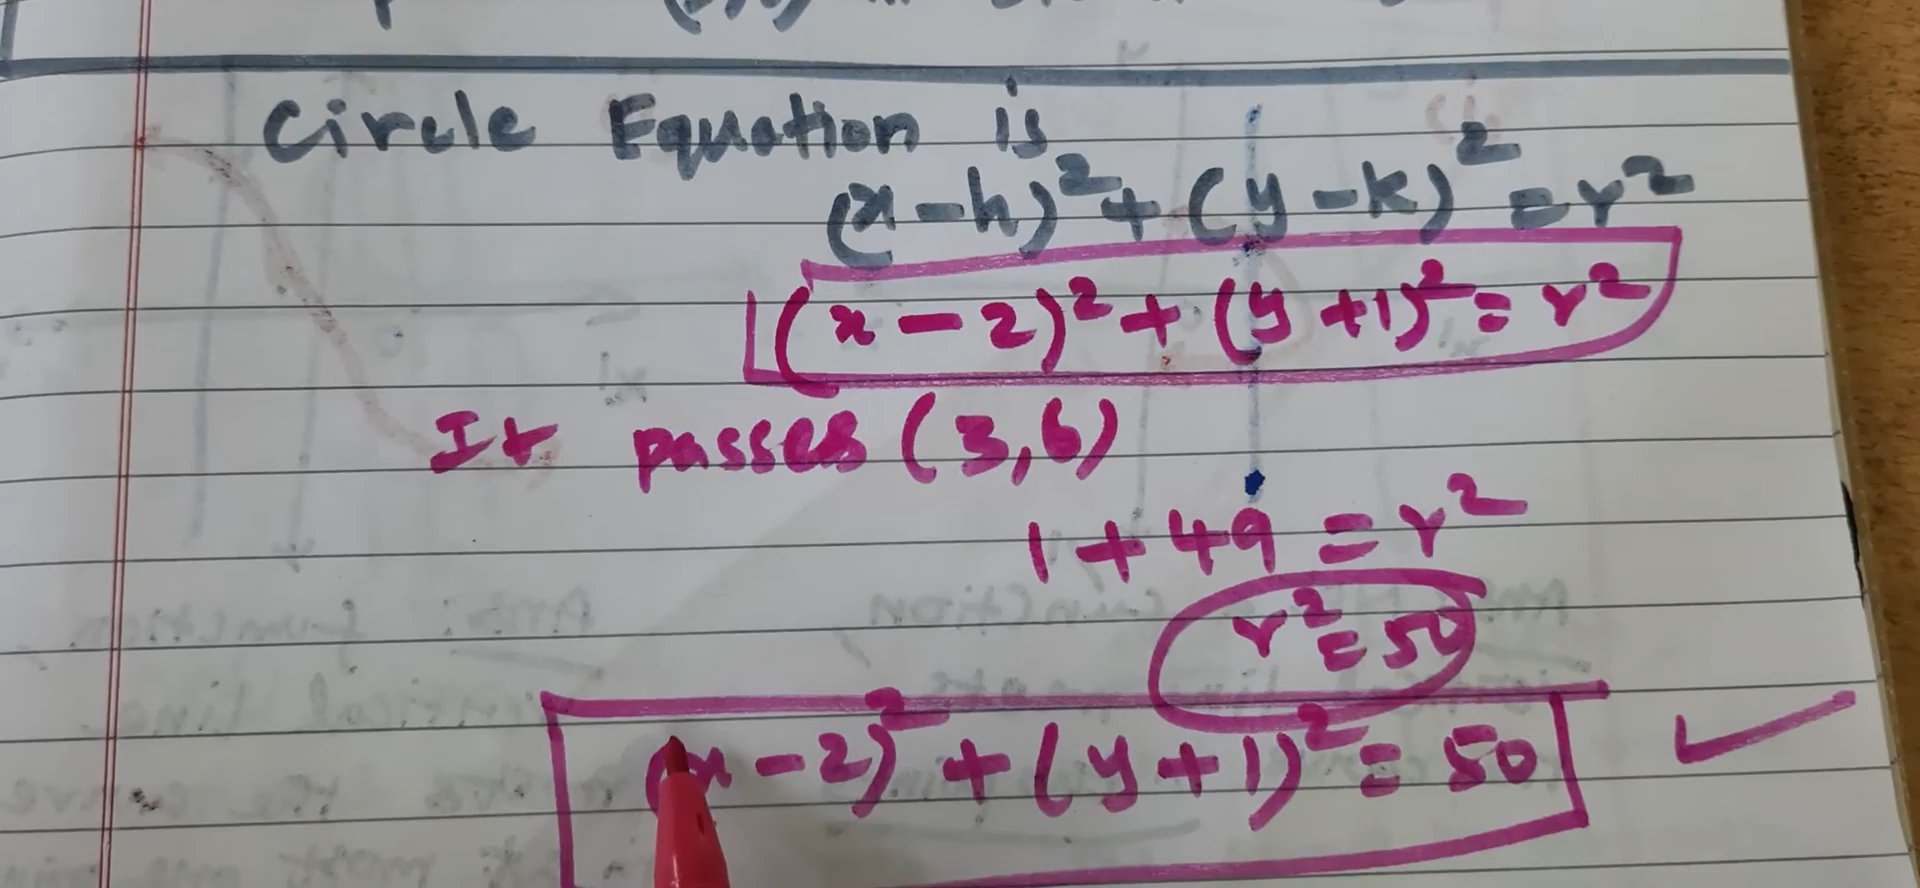 Circle Equation is
(x-h)² + (y-k)² = r²
(x-2)² + (y+1)² = r²
It passes (3,6)
1 + 49 = r²
r² = 50
(x-2)² + (y+1)² = 50